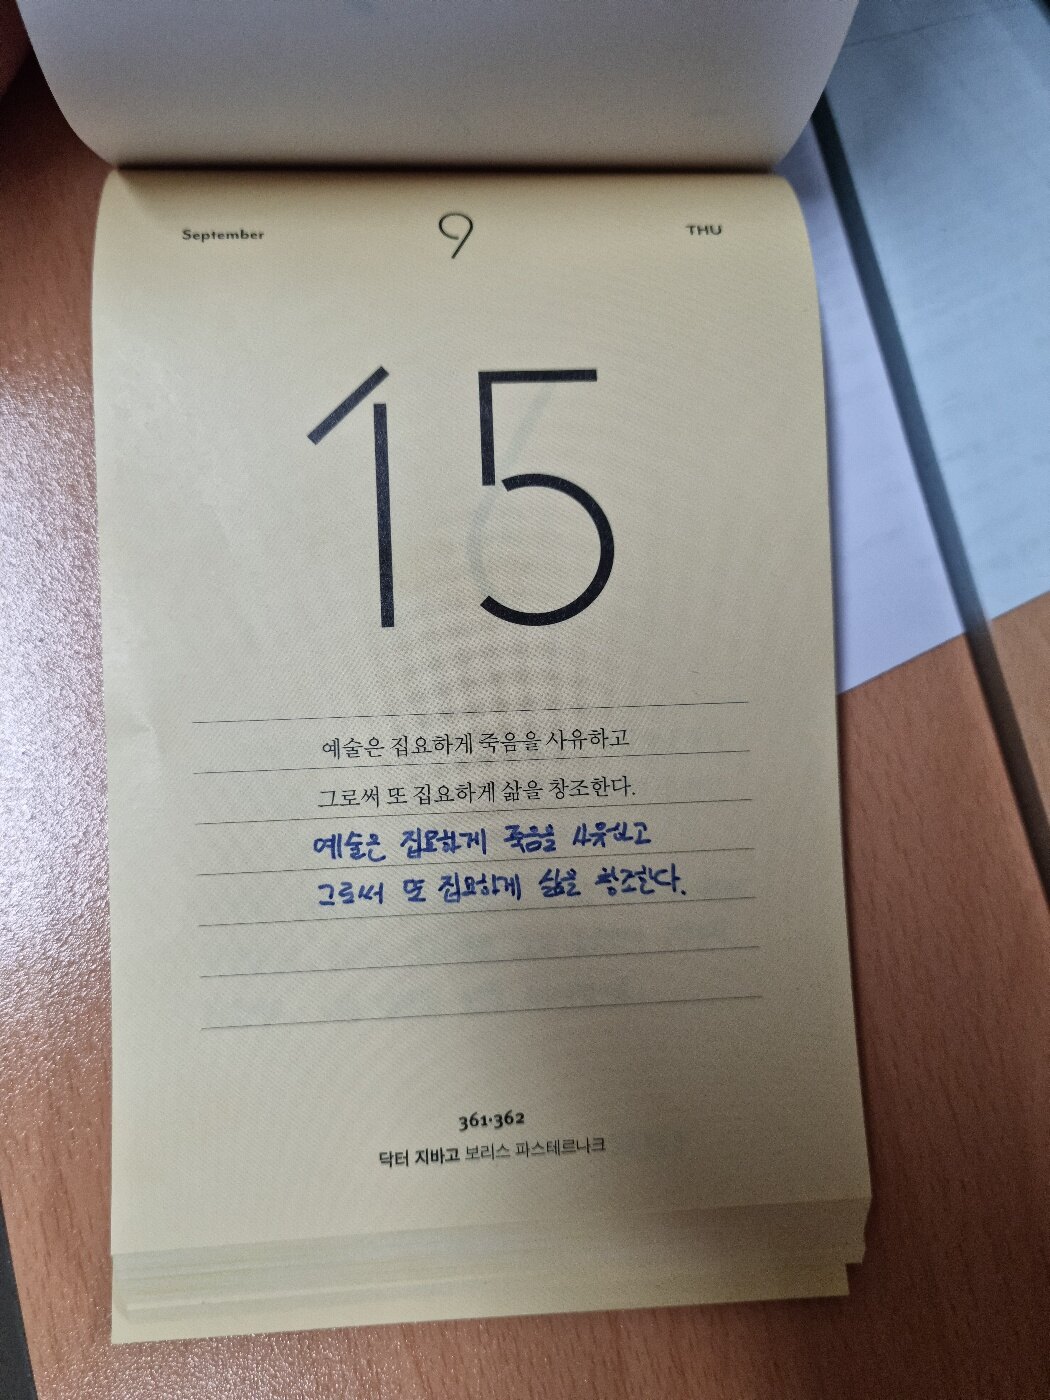 September 9 THU
15
예술은 집요하게 죽음을 사유하고
그로써 또 집요하게 삶을 창조한다.
예술은 집요하게 죽음을 사유하고
그로써 또 집요하게 삶을 창조한다.
361·362
닥터 지바고 보리스 파스테르나크